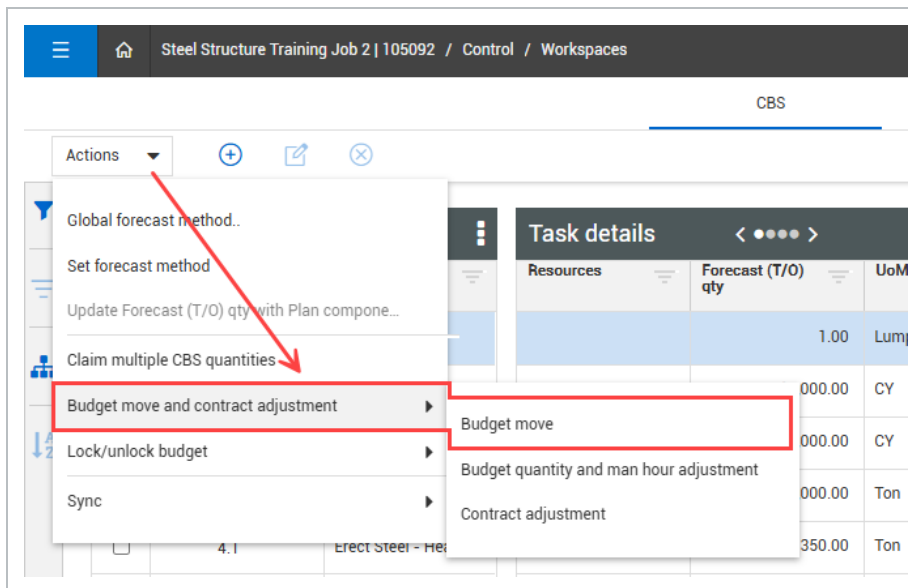 Steel Structure Training Job 2 | 105092 / Control / Workspaces
CBS
Actions
Global forecast method..
Set forecast method
Update Forecast (T/O) qty with Plan compone...
Claim multiple CBS quantities
Budget move and contract adjustment
Lock/unlock budget
Sync
Budget move
Budget quantity and man hour adjustment
Contract adjustment
Task details
Resources
Forecast (T/O)
qty
UoM
1.00 Lump
000.00 CY
000.00 CY
000.00 Ton
4.1 Erect Steel - Hea 350.00 Ton